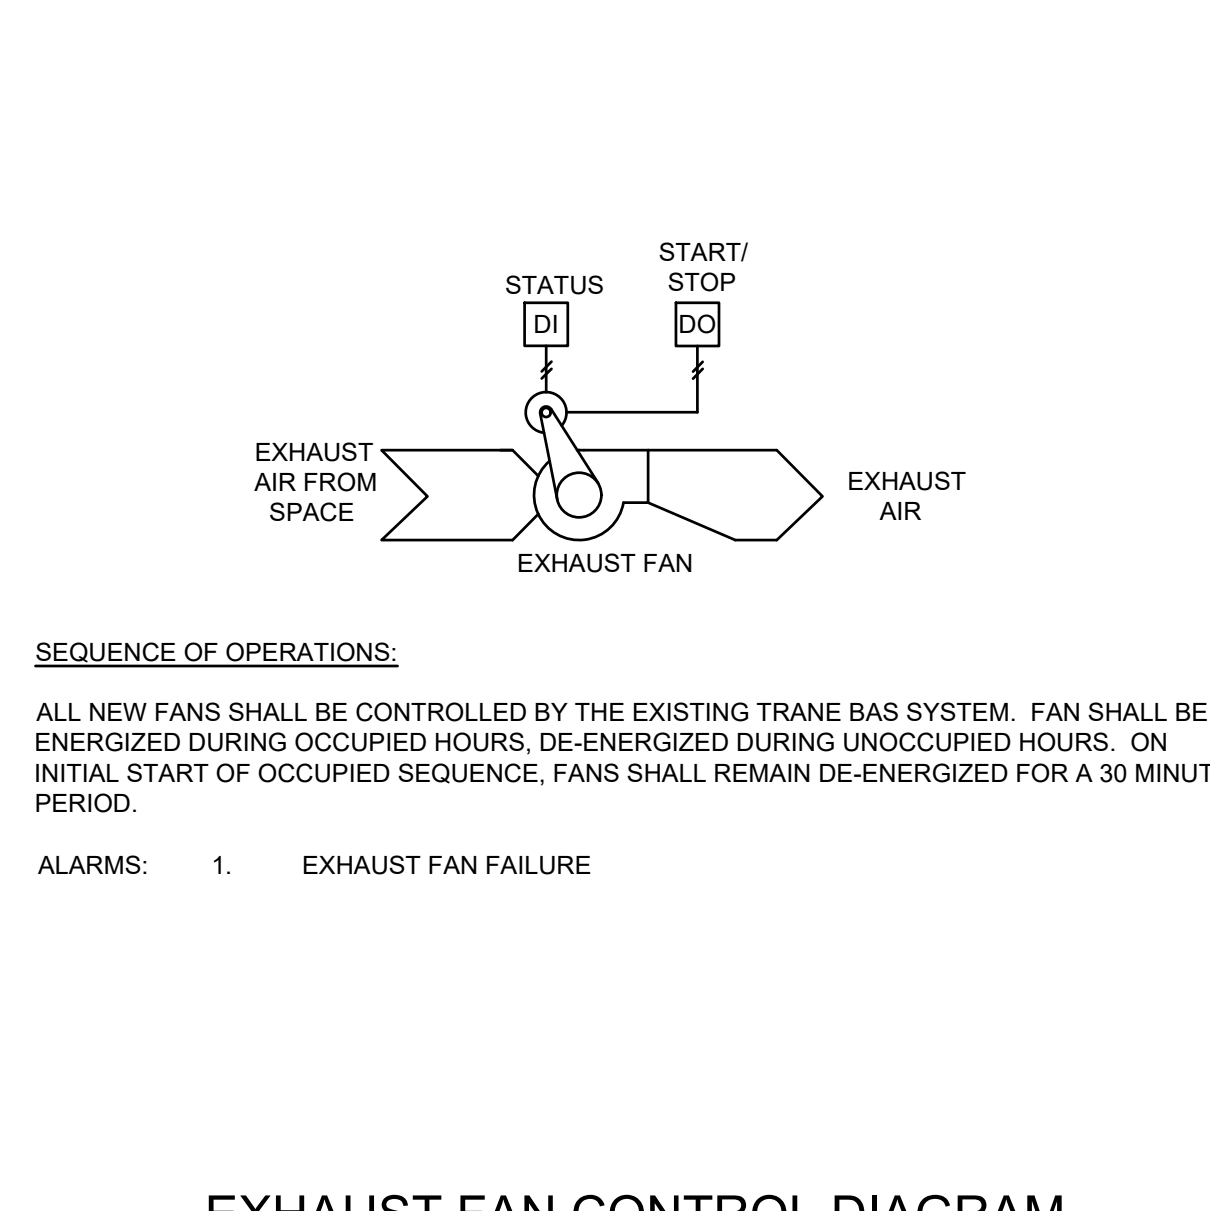 START/
STOP
STATUS
DI
DO
EXHAUST
AIR FROM
SPACE
EXHAUST
AIR
EXHAUST FAN
SEQUENCE OF OPERATIONS:
ALL NEW FANS SHALL BE CONTROLLED BY THE EXISTING TRANE BAS SYSTEM.  FAN SHALL BE
ENERGIZED DURING OCCUPIED HOURS, DE-ENERGIZED DURING UNOCCUPIED HOURS.  ON
INITIAL START OF OCCUPIED SEQUENCE, FANS SHALL REMAIN DE-ENERGIZED FOR A 30 MINUT
PERIOD.
ALARMS: 1. EXHAUST FAN FAILURE
EXHAUST FAN CONTROL DIAGRAM